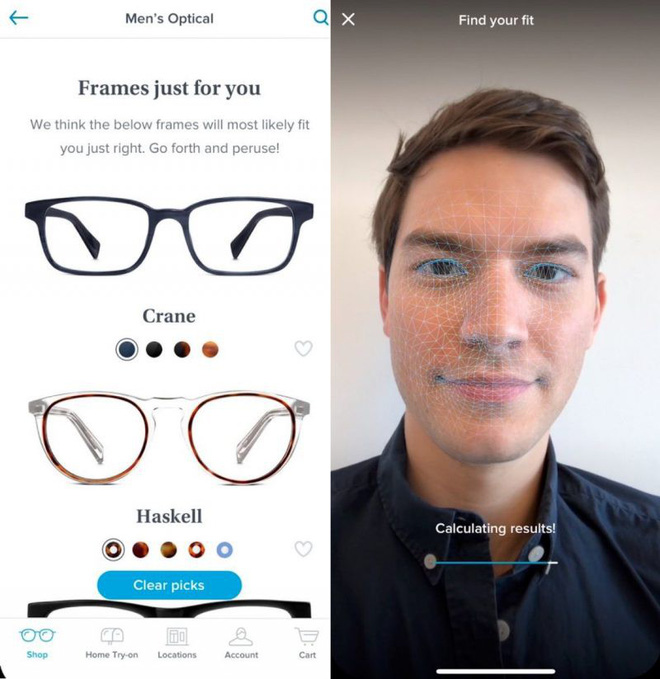 Men's Optical
Frames just for you
We think the below frames will most likely fit
you just right. Go forth and peruse!
Crane
Haskell
Clear picks
Shop
Home Try-on
Locations
Account
Cart
Find your fit
Calculating results!